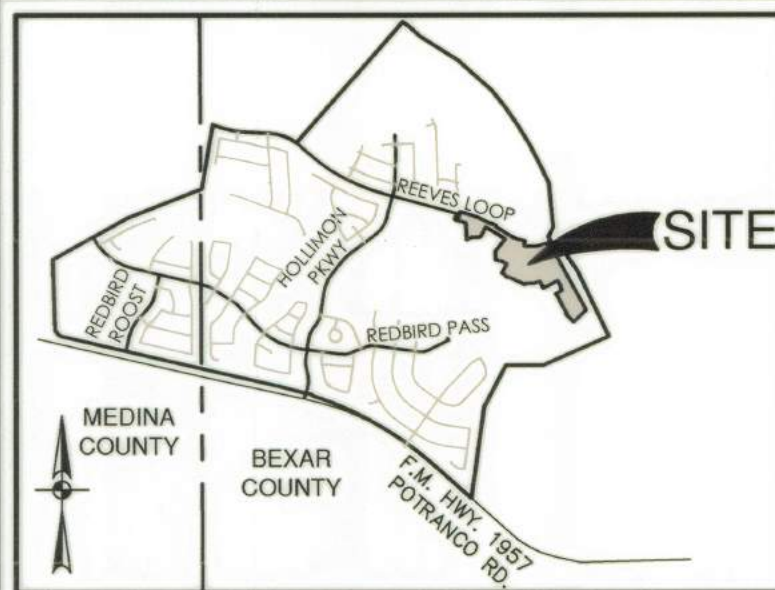 REEVES LOOP
SITE
HOLLIMON
PKWY
REDBIRD
ROOST
REDBIRD PASS
MEDINA
COUNTY
BEXAR
COUNTY
F.M. HWY. 1957
POTRANCO RD.